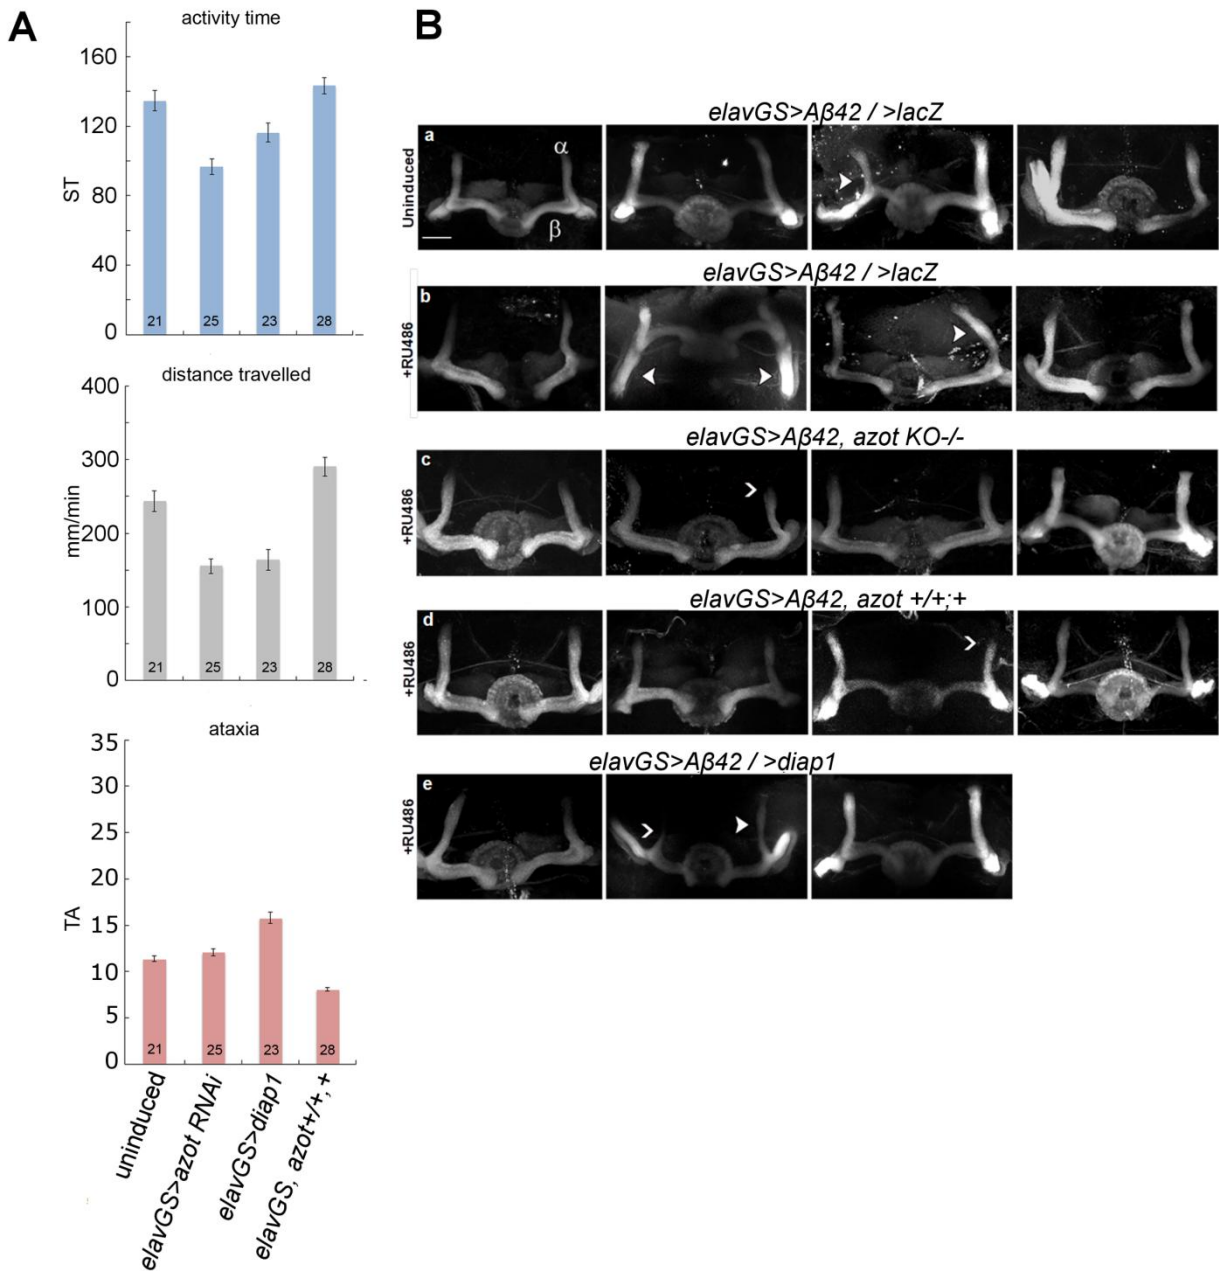 A
activity time
ST
160
120
80
40
0
21 25 23 28
distance travelled
mm/min
400
300
200
100
0
21 25 23 28
ataxia
TA
35
30
25
20
15
10
5
0
21 25 23 28
uninduced
elavGS>azot RNAi
elavGS>diap1
elavGS, azot+/+, +
B
elavGS>Aβ42 / >lacZ
Uninduced
a
α
β
elavGS>Aβ42 / >lacZ
+RU486
b
elavGS>Aβ42, azot KO-/-
+RU486
c
elavGS>Aβ42, azot +/+;+
+RU486
d
elavGS>Aβ42 / >diap1
+RU486
e